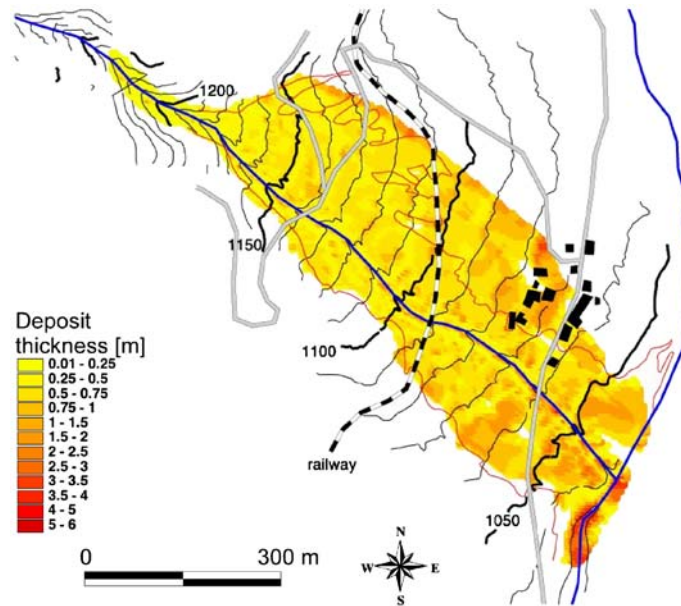 1200
1150
1100
Deposit
thickness [m]
0.01 - 0.25
0.25 - 0.5
0.5 - 0.75
0.75 - 1
1 - 1.5
1.5 - 2
2 - 2.5
2.5 - 3
3 - 3.5
3.5 - 4
4 - 5
5 - 6
railway
1050
0 300 m
N
W E
S